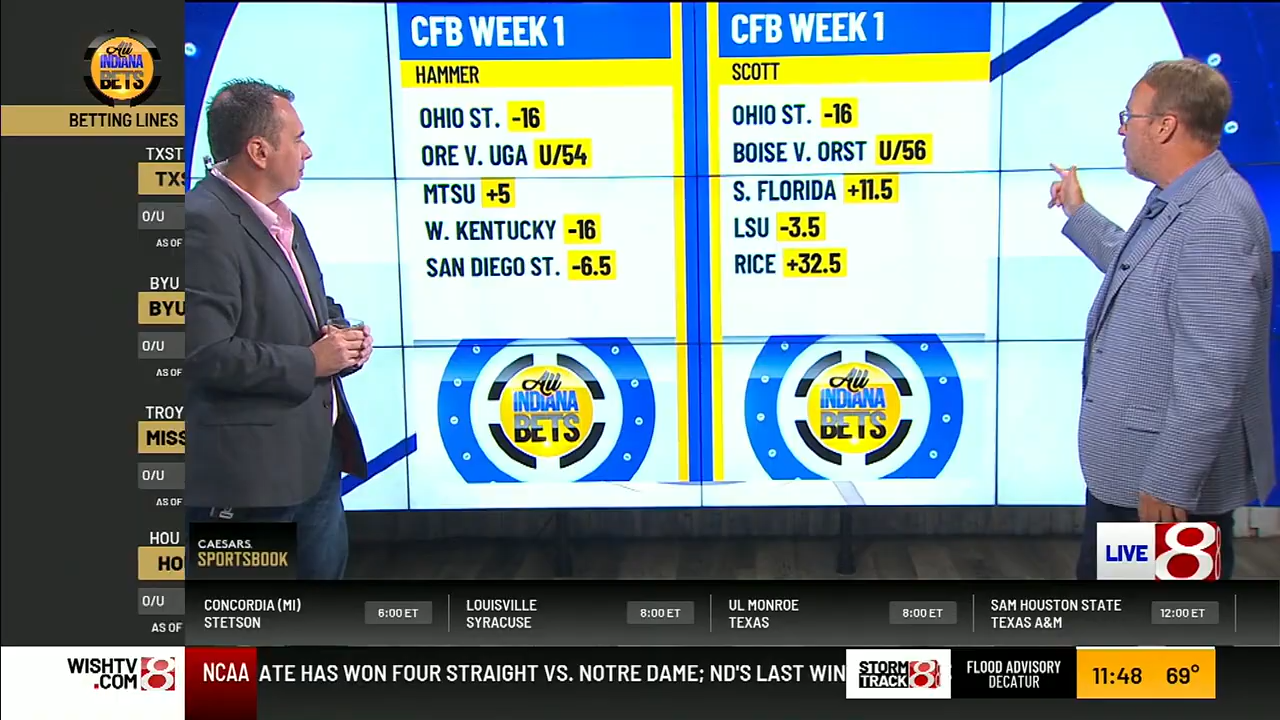 All
INDIANA
BETS
BETTING LINES
TXST
TXS
O/U
AS OF
BYU
BYU
O/U
AS OF
TROY
MISS
O/U
AS OF
HOU
HO
O/U
AS OF
CFB WEEK 1
HAMMER
OHIO ST. -16
ORE V. UGA U/54
MTSU +5
W. KENTUCKY -16
SAN DIEGO ST. -6.5
All
INDIANA
BETS
CFB WEEK 1
SCOTT
OHIO ST. -16
BOISE V. ORST U/56
S. FLORIDA +11.5
LSU -3.5
RICE +32.5
All
INDIANA
BETS
CAESARS
SPORTSBOOK
LIVE 8
CONCORDIA (MI)
STETSON
6:00 ET
LOUISVILLE
SYRACUSE
8:00 ET
UL MONROE
TEXAS
8:00 ET
SAM HOUSTON STATE
TEXAS A&M
12:00 ET
WISHTV
.COM 8
NCAA
ATE HAS WON FOUR STRAIGHT VS. NOTRE DAME; ND'S LAST WIN
STORM
TRACK 8
FLOOD ADVISORY
DECATUR
11:48 69°